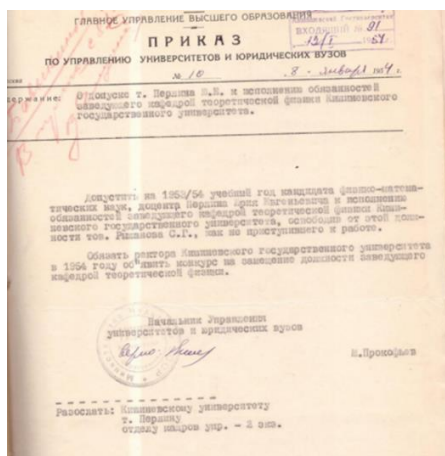 ГЛАВНОЕ УПРАВЛЕНИЕ ВЫСШЕГО ОБРАЗОВАНИЯ
ВХОДЯЩИЙ № 91
ПРИКАЗ
ПО УПРАВЛЕНИЮ УНИВЕРСИТЕТОВ И ЮРИДИЧЕСКИХ ВУЗОВ
№ 10 8 января 1954 г.
О допуске т. Перлина Ю.Е. к исполнению обязанностей
заведующего кафедрой теоретической физики Кишиневского
государственного университета.
Допустить на 1953/54 учебный год кандидата физико-матема-
тических наук, доцента Перлина Юрия Евгеньевича к исполнению
обязанностей заведующего кафедрой теоретической физики Киши-
невского государственного университета, освободив от этой долж-
ности тов. С.Г., как не приступившего к работе.
Обязать ректора Кишиневского государственного университета
в 1954 году объявить конкурс на замещение должности заведующего
кафедрой теоретической физики.
Начальник Управления
университетов и юридических вузов
М.Прокофьев
Разослать: Кишиневскому университету
т. Перлину
отделу кадров упр. - 2 экз.